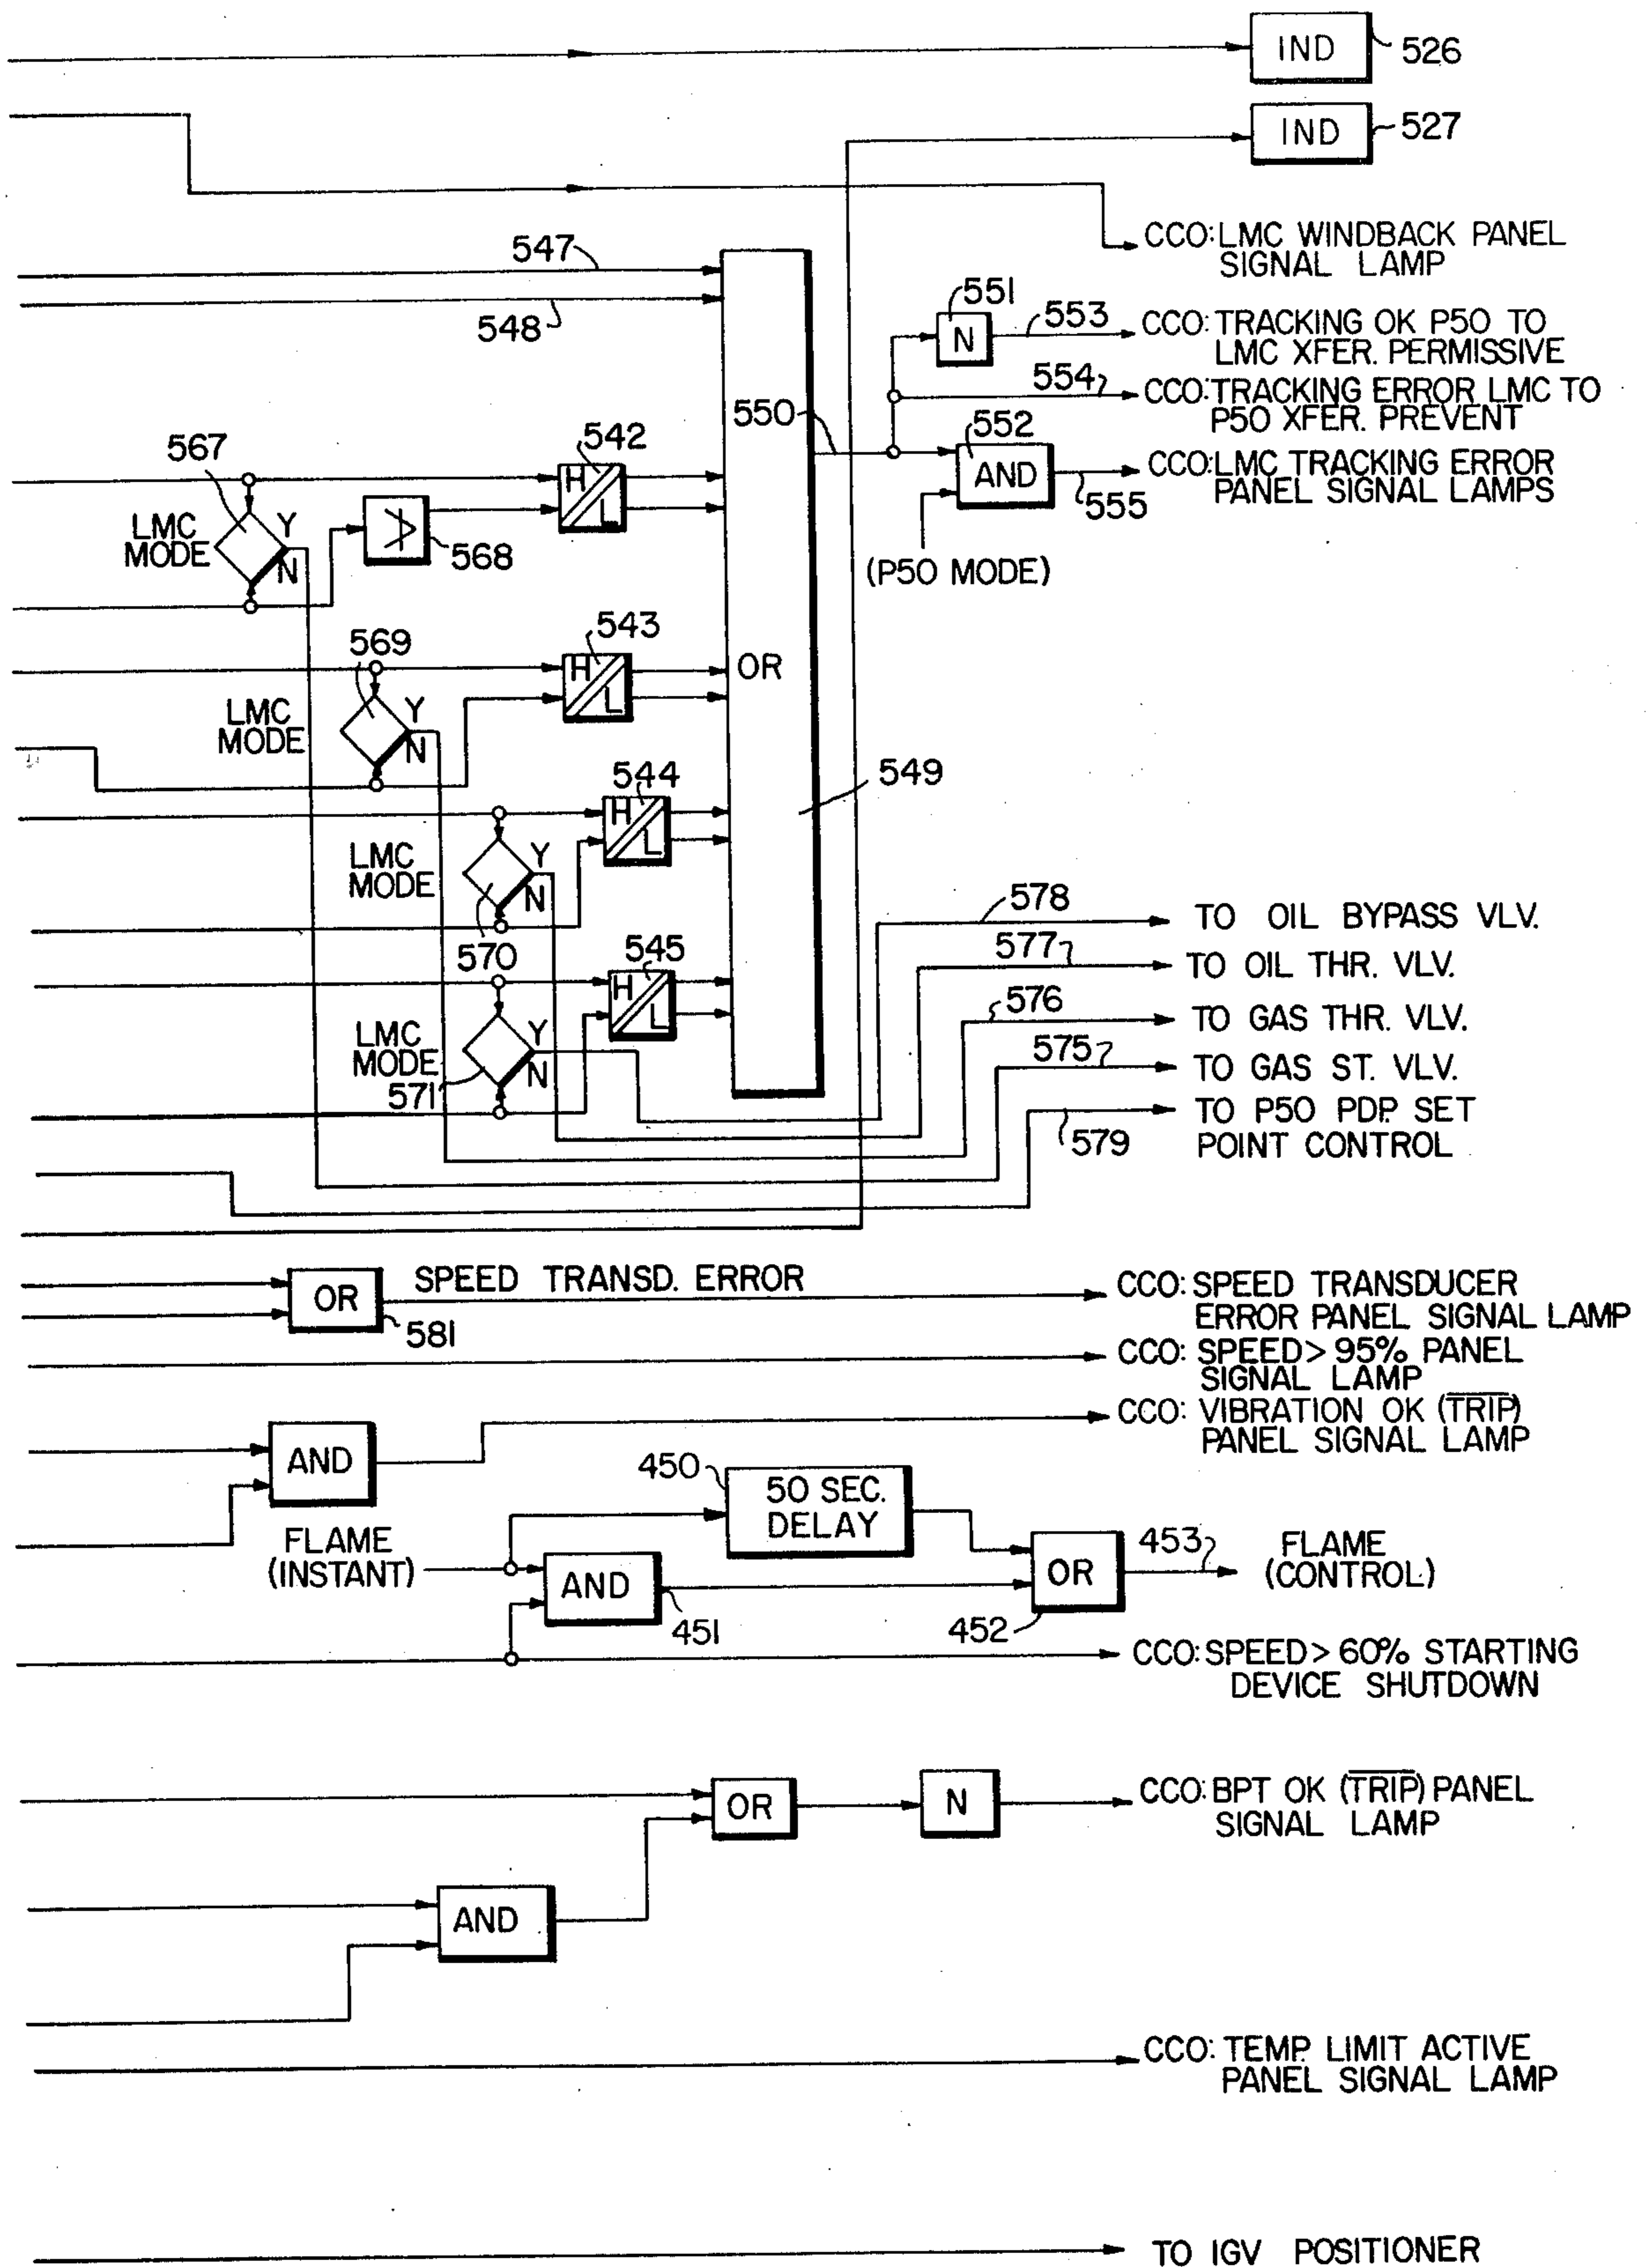 IND
526
IND
527
CCO: LMC WINDBACK PANEL
SIGNAL LAMP
547
548
551
N
553
CCO: TRACKING OK P50 TO
LMC XFER. PERMISSIVE
554
CCO: TRACKING ERROR LMC TO
P50 XFER. PREVENT
550
552
AND
555
CCO: LMC TRACKING ERROR
PANEL SIGNAL LAMPS
(P50 MODE)
567
LMC
MODE
Y
N
568
542
H
L
569
LMC
MODE
Y
N
543
H
L
OR
549
544
H
L
LMC
MODE
Y
N
570
545
H
L
LMC
MODE
Y
N
571
578
TO OIL BYPASS VLV.
577
TO OIL THR. VLV.
576
TO GAS THR. VLV.
575
TO GAS ST. VLV.
579
TO P50 PDP. SET
POINT CONTROL
OR
581
SPEED TRANSD. ERROR
CCO: SPEED TRANSDUCER
ERROR PANEL SIGNAL LAMP
CCO: SPEED > 95% PANEL
SIGNAL LAMP
AND
CCO: VIBRATION OK (T̅R̅I̅P̅)
PANEL SIGNAL LAMP
450
50 SEC.
DELAY
FLAME
(INSTANT)
AND
451
OR
452
453
FLAME
(CONTROL)
CCO: SPEED > 60% STARTING
DEVICE SHUTDOWN
OR
N
CCO: BPT OK (T̅R̅I̅P̅) PANEL
SIGNAL LAMP
AND
CCO: TEMP. LIMIT ACTIVE
PANEL SIGNAL LAMP
TO IGV POSITIONER